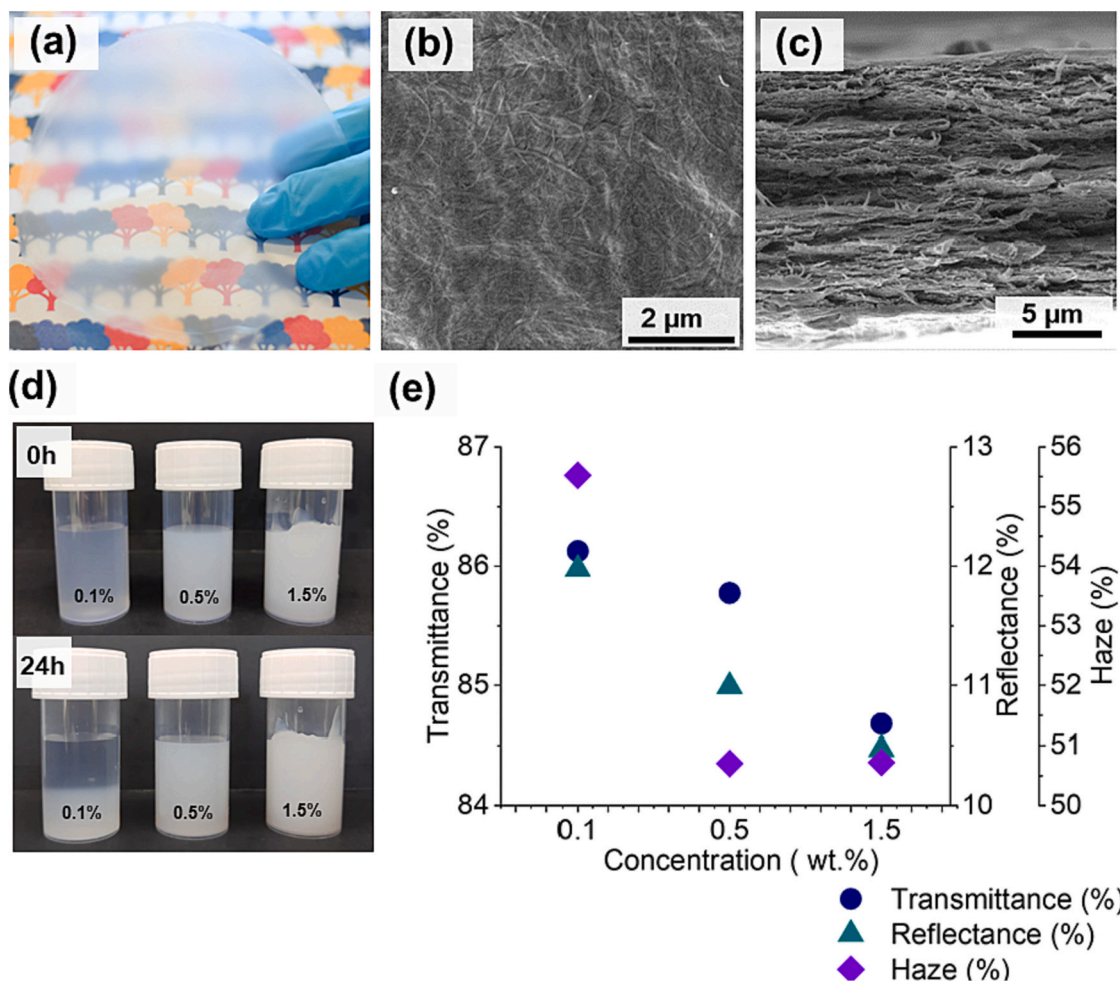 (a)
(b)
(c)
2 µm
5 µm
(d)
(e)
0h
0.1%
0.5%
1.5%
24h
0.1%
0.5%
1.5%
87
86
85
84
Transmittance (%)
13
12
11
10
Reflectance (%)
56
55
54
53
52
51
50
Haze (%)
0.1
0.5
1.5
Concentration ( wt.%)
Transmittance (%)
Reflectance (%)
Haze (%)